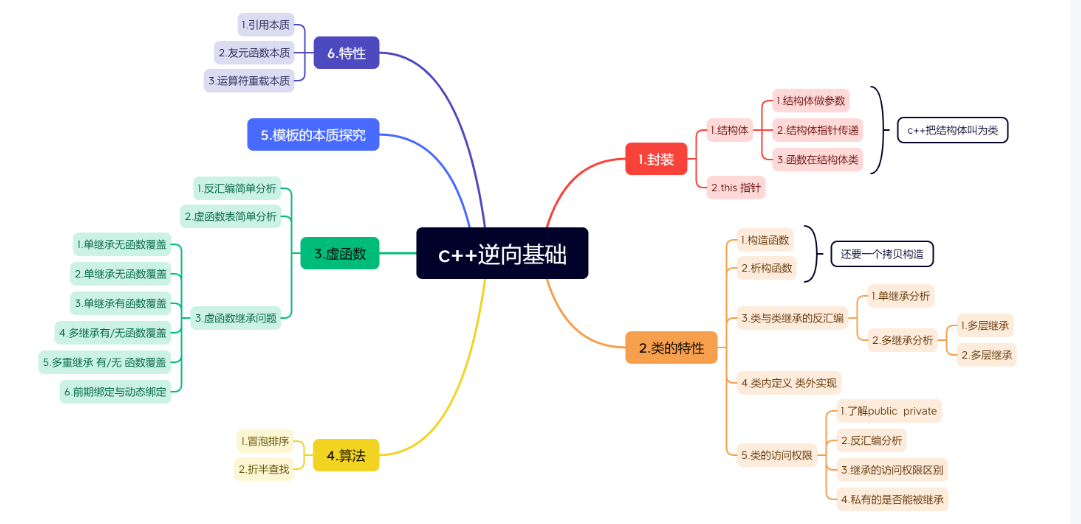 c++逆向基础
1.封装
1.结构体
1.结构体做参数
2.结构体指针传递
3.函数在结构体类
c++把结构体叫为类
2.this 指针
2.类的特性
1.构造函数
2.析构函数
还要一个拷贝构造
3.类与类继承的反汇编
1.单继承分析
2.多继承分析
1.多层继承
2.多层继承
4.类内定义 类外实现
5.类的访问权限
1.了解public private
2.反汇编分析
3.继承的访问权限区别
4.私有的是否能被继承
3.虚函数
1.反汇编简单分析
2.虚函数表简单分析
3.虚函数继承问题
1.单继承无函数覆盖
2.单继承无函数覆盖
3.单继承有函数覆盖
4.多继承有/无函数覆盖
5.多重继承 有/无 函数覆盖
6.前期绑定与动态绑定
4.算法
1.冒泡排序
2.折半查找
5.模板的本质探究
6.特性
1.引用本质
2.友元函数本质
3.运算符重载本质